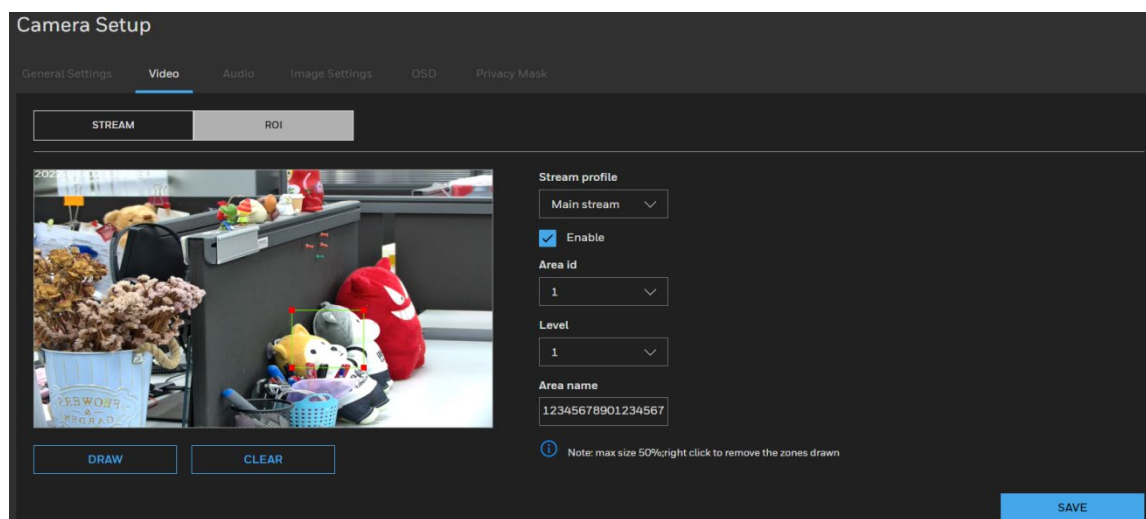 Camera Setup
General Settings Video Audio Image Settings OSD Privacy Mask
STREAM ROI
Stream profile
Main stream
Enable
Area id
1
Level
1
Area name
12345678901234567
Note: max size 50%;right click to remove the zones drawn
DRAW CLEAR
SAVE